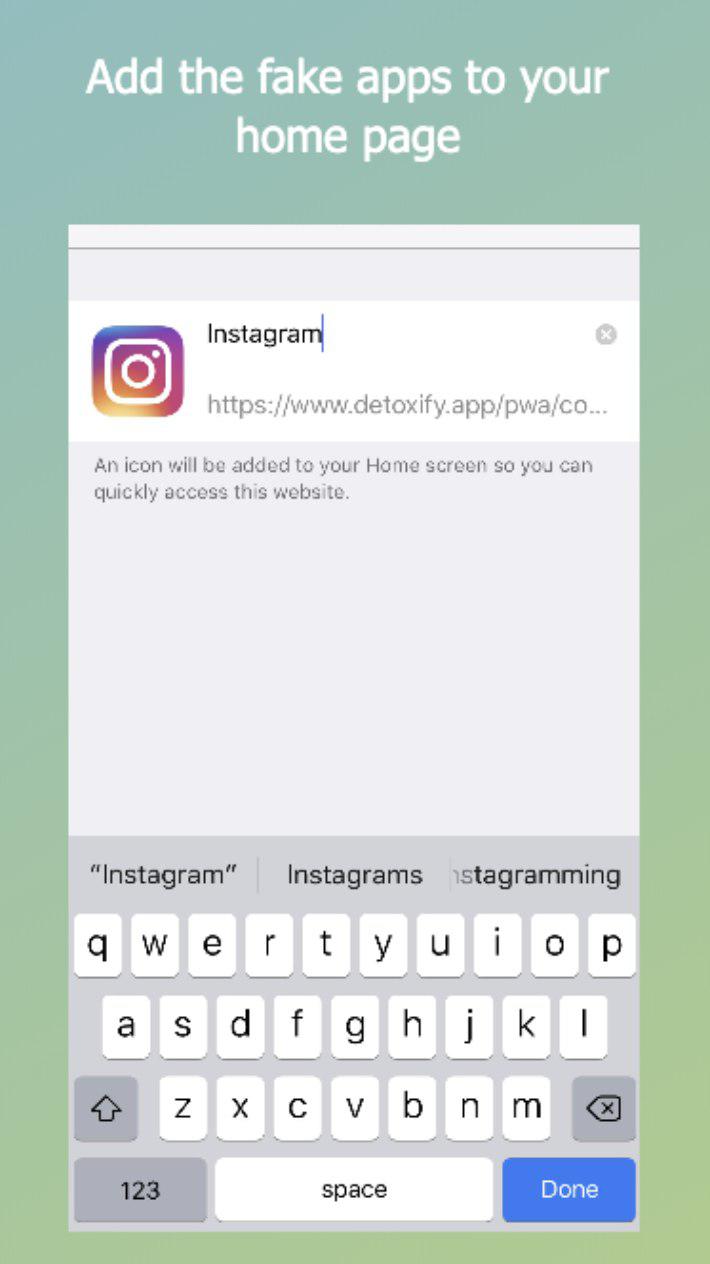 Add the fake apps to your
home page
Instagram
https://www.detoxify.app/pwa/co...
An icon will be added to your Home screen so you can
quickly access this website.
“Instagram” Instagrams nstagramming
q w e r t y u i o p
a s d f g h j k l
z x c v b n m
123 space Done